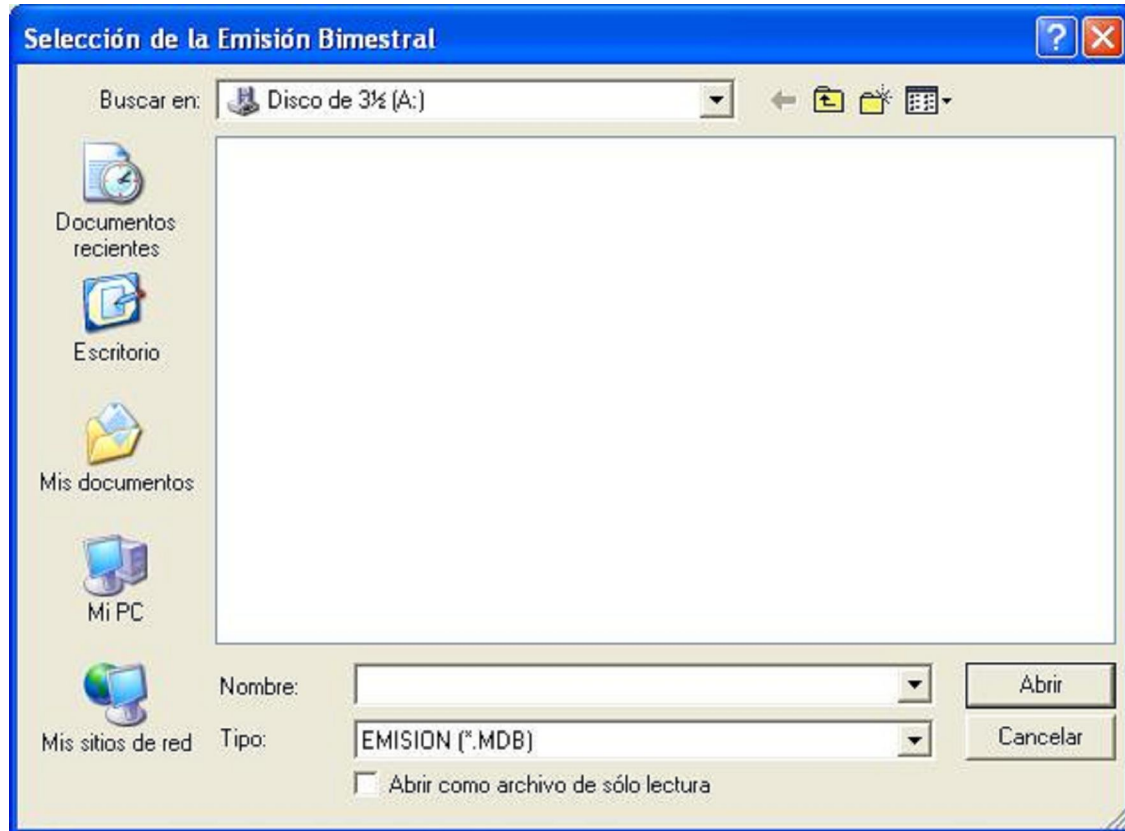 Selección de la Emisión Bimestral
Buscar en: Disco de 3½ (A:)
Documentos
recientes
Escritorio
Mis documentos
Mi PC
Mis sitios de red
Nombre:
Abrir
Tipo: EMISION (*.MDB)
Cancelar
Abrir como archivo de sólo lectura